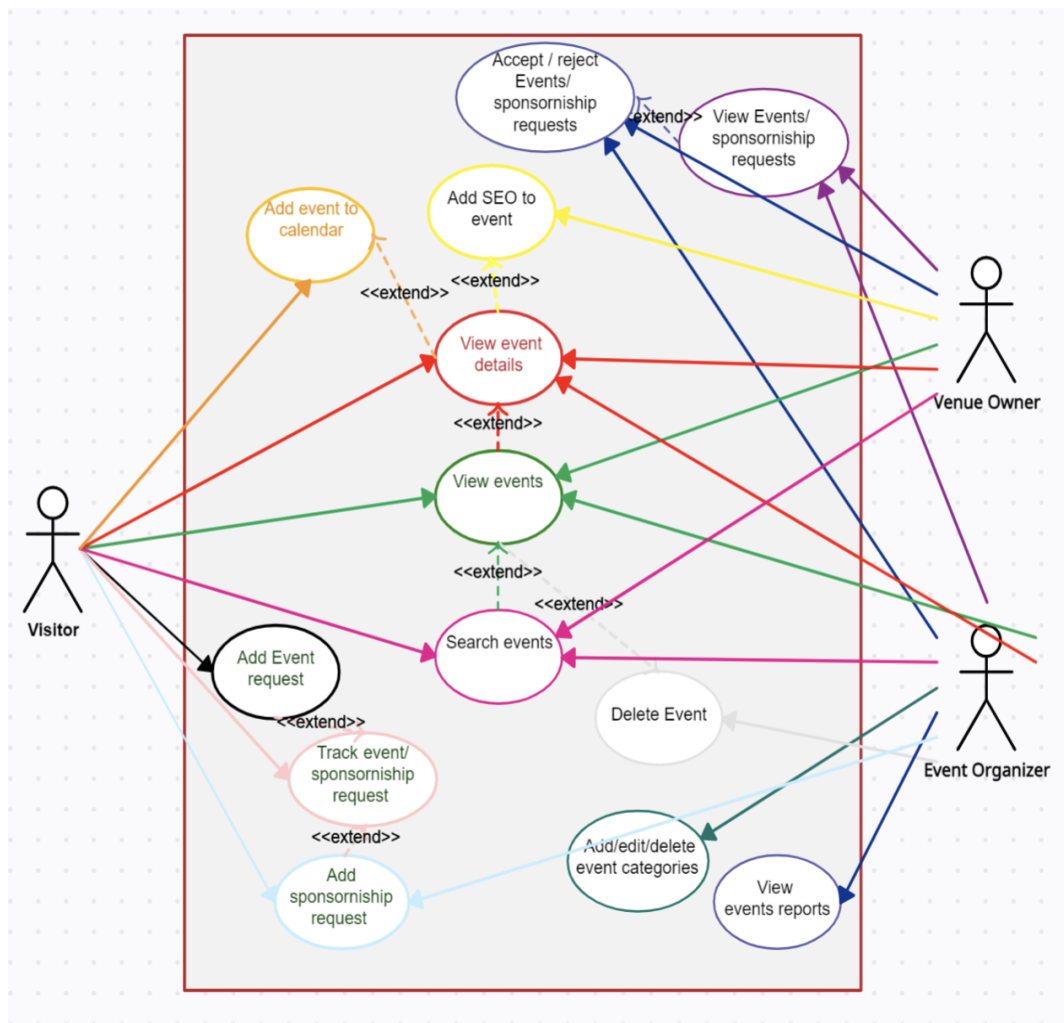 Accept / reject
Events/
sponsorniship
requests
extend>>
View Events/
sponsorniship
requests
Add event to
calendar
Add SEO to
event
<<extend>>
<<extend>>
View event
details
Venue Owner
<<extend>>
View events
<<extend>>
<<extend>>
Visitor
Search events
Add Event
request
Delete Event
<<extend>>
Track event/
sponsorniship
request
Event Organizer
<<extend>>
Add/edit/delete
event categories
Add
sponsorniship
request
View
events reports